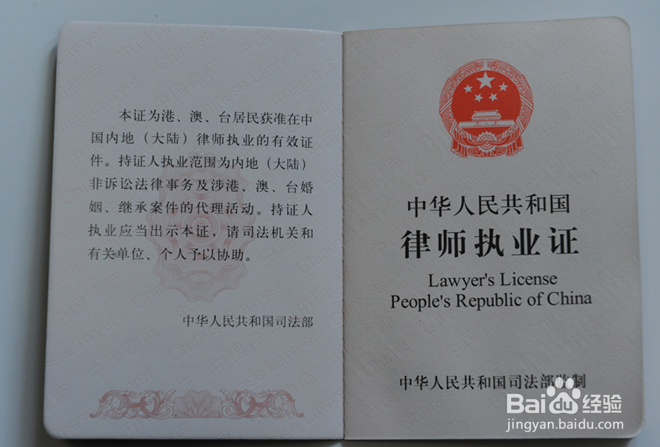 本证为港、澳、台居民获准在中
国内地（大陆）律师执业的有效证
件。持证人执业范围为内地（大陆）
非诉讼法律事务及涉港、澳、台婚
姻、继承案件的代理活动。持证人
执业应当出示本证，请司法机关和
有关单位、个人予以协助。
中华人民共和国司法部
中华人民共和国
律师执业证
Lawyer's License
People's Republic of China
中华人民共和国司法部监制
Baidu经验
jingyan.baidu.com